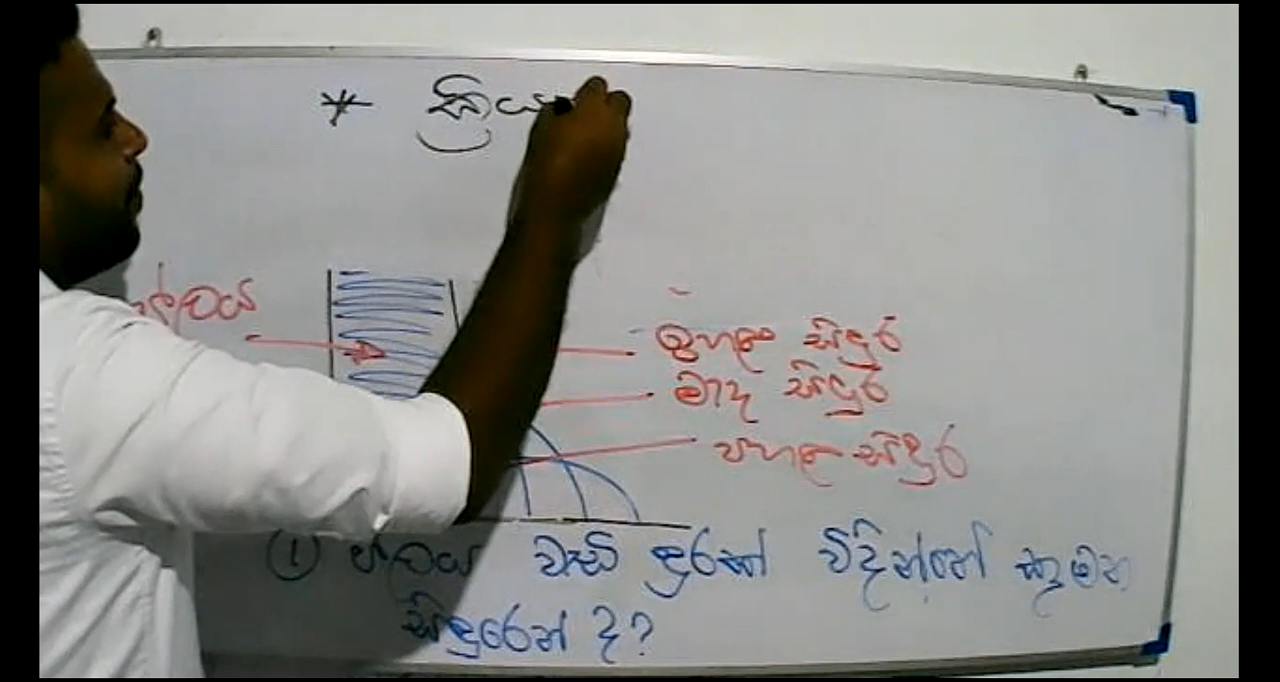 * ක්‍රිය
ඉහළ සිදුර
මැද සිදුර
පහළ සිදුර
① ජලය වැඩි දුරක් විදින්නේ කුමන
සිදුරෙන් ද?